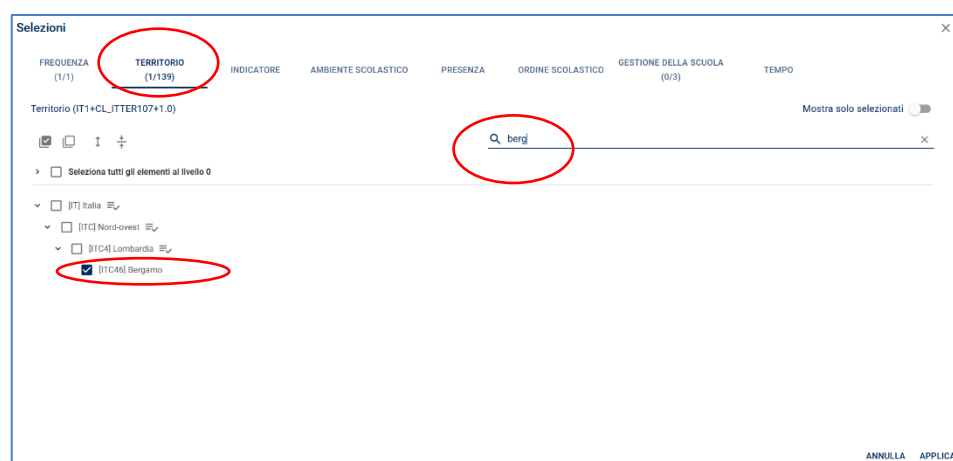 Selezioni
FREQUENZA (1/1) TERRITORIO (1/139) INDICATORE AMBIENTE SCOLASTICO PRESENZA ORDINE SCOLASTICO GESTIONE DELLA SCUOLA (0/3) TEMPO
Territorio (IT1+CL_ITTER107+1.0) Mostra solo selezionati
berg
Seleziona tutti gli elementi al livello 0
[IT] Italia
[ITC] Nord-ovest
[ITC4] Lombardia
[ITC46] Bergamo
ANNULLA APPLICA